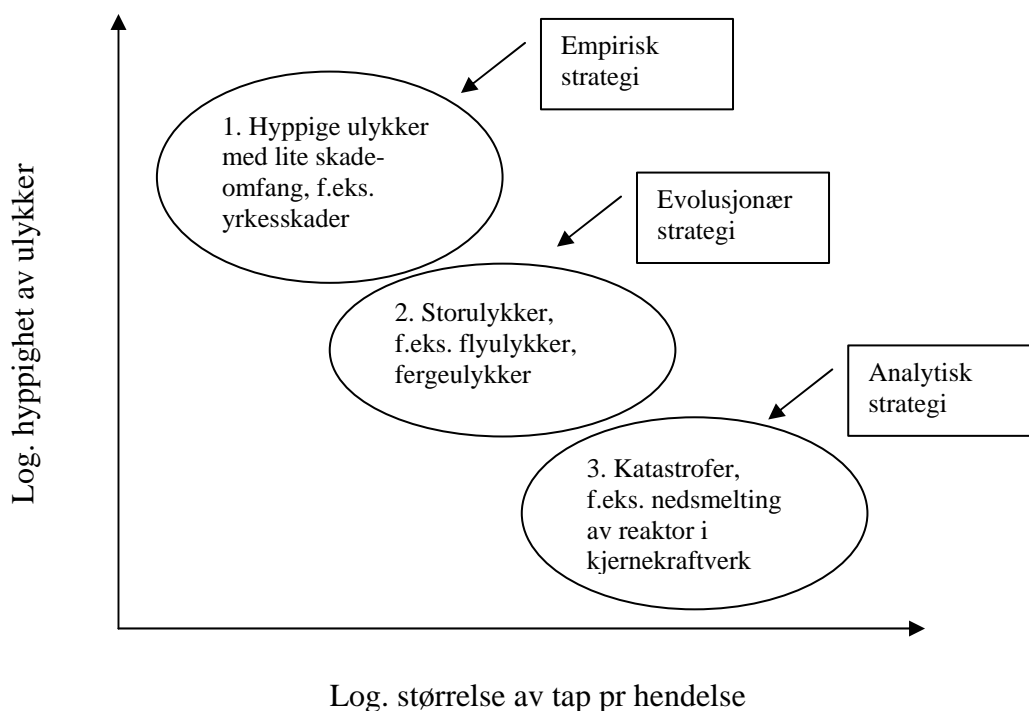 Log. hyppighet av ulykker
Empirisk
strategi
1. Hyppige ulykker
med lite skade-
omfang, f.eks.
yrkesskader
Evolusjonær
strategi
2. Storulykker,
f.eks. flyulykker,
fergeulykker
Analytisk
strategi
3. Katastrofer,
f.eks. nedsmelting
av reaktor i
kjernekraftverk
Log. størrelse av tap pr hendelse